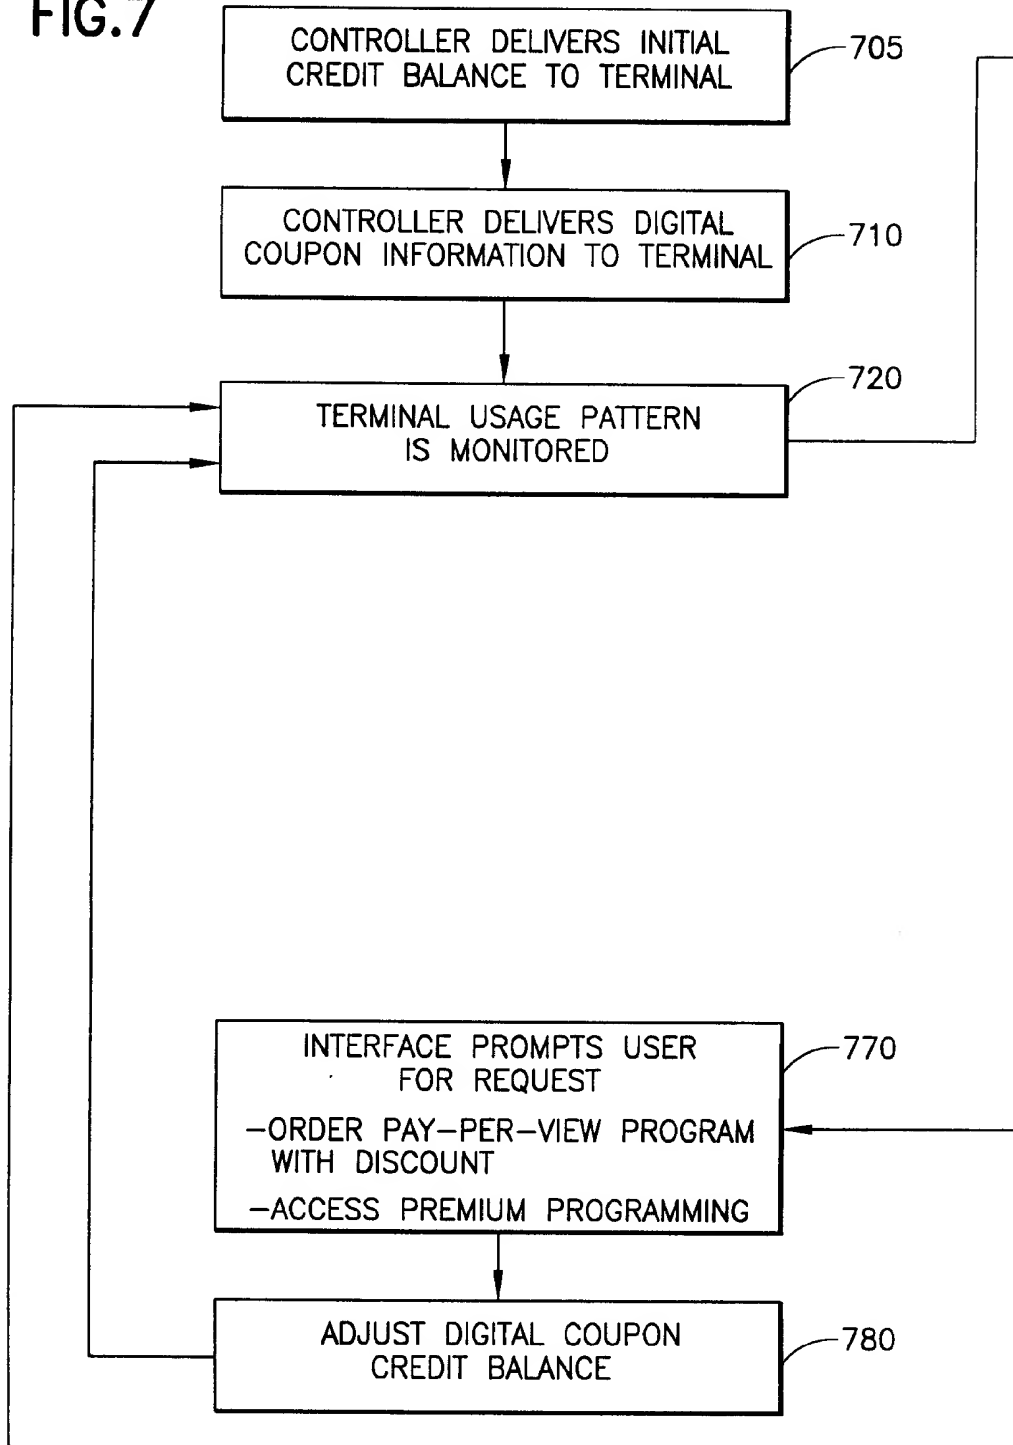 FIG.7
CONTROLLER DELIVERS INITIAL
CREDIT BALANCE TO TERMINAL
705
CONTROLLER DELIVERS DIGITAL
COUPON INFORMATION TO TERMINAL
710
TERMINAL USAGE PATTERN
IS MONITORED
720
INTERFACE PROMPTS USER
FOR REQUEST
-ORDER PAY-PER-VIEW PROGRAM
WITH DISCOUNT
-ACCESS PREMIUM PROGRAMMING
770
ADJUST DIGITAL COUPON
CREDIT BALANCE
780